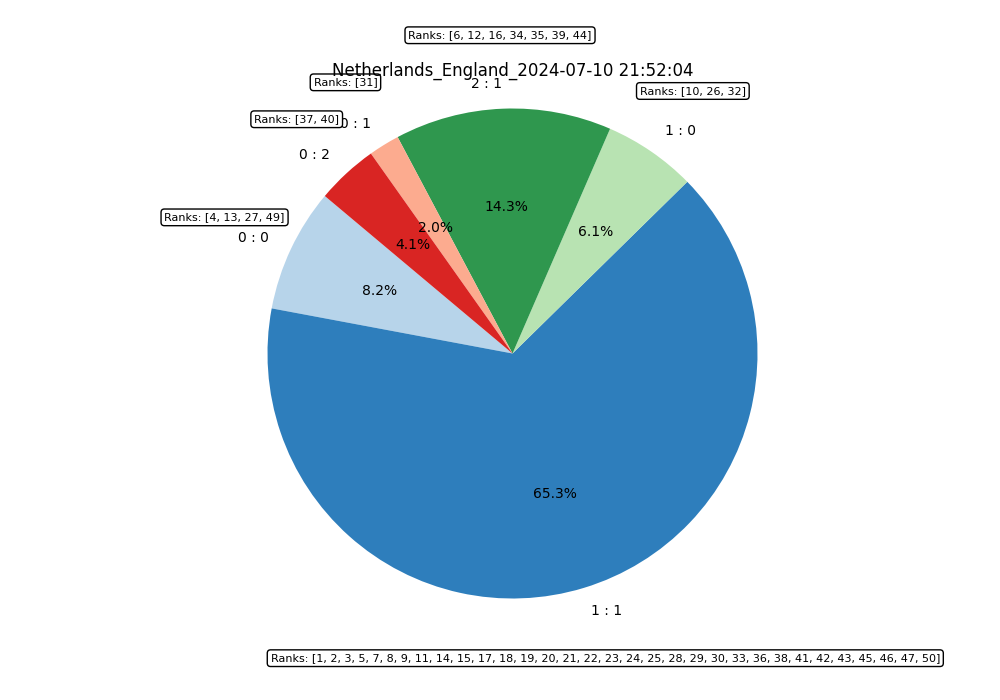 Ranks: [6, 12, 16, 34, 35, 39, 44]
Netherlands_England_2024-07-10 21:52:04
Ranks: [31]
2 : 1
Ranks: [10, 26, 32]
Ranks: [37, 40]
0 : 1
1 : 0
0 : 2
14.3%
Ranks: [4, 13, 27, 49]
2.0%
6.1%
0 : 0
4.1%
8.2%
65.3%
1 : 1
Ranks: [1, 2, 3, 5, 7, 8, 9, 11, 14, 15, 17, 18, 19, 20, 21, 22, 23, 24, 25, 28, 29, 30, 33, 36, 38, 41, 42, 43, 45, 46, 47, 50]